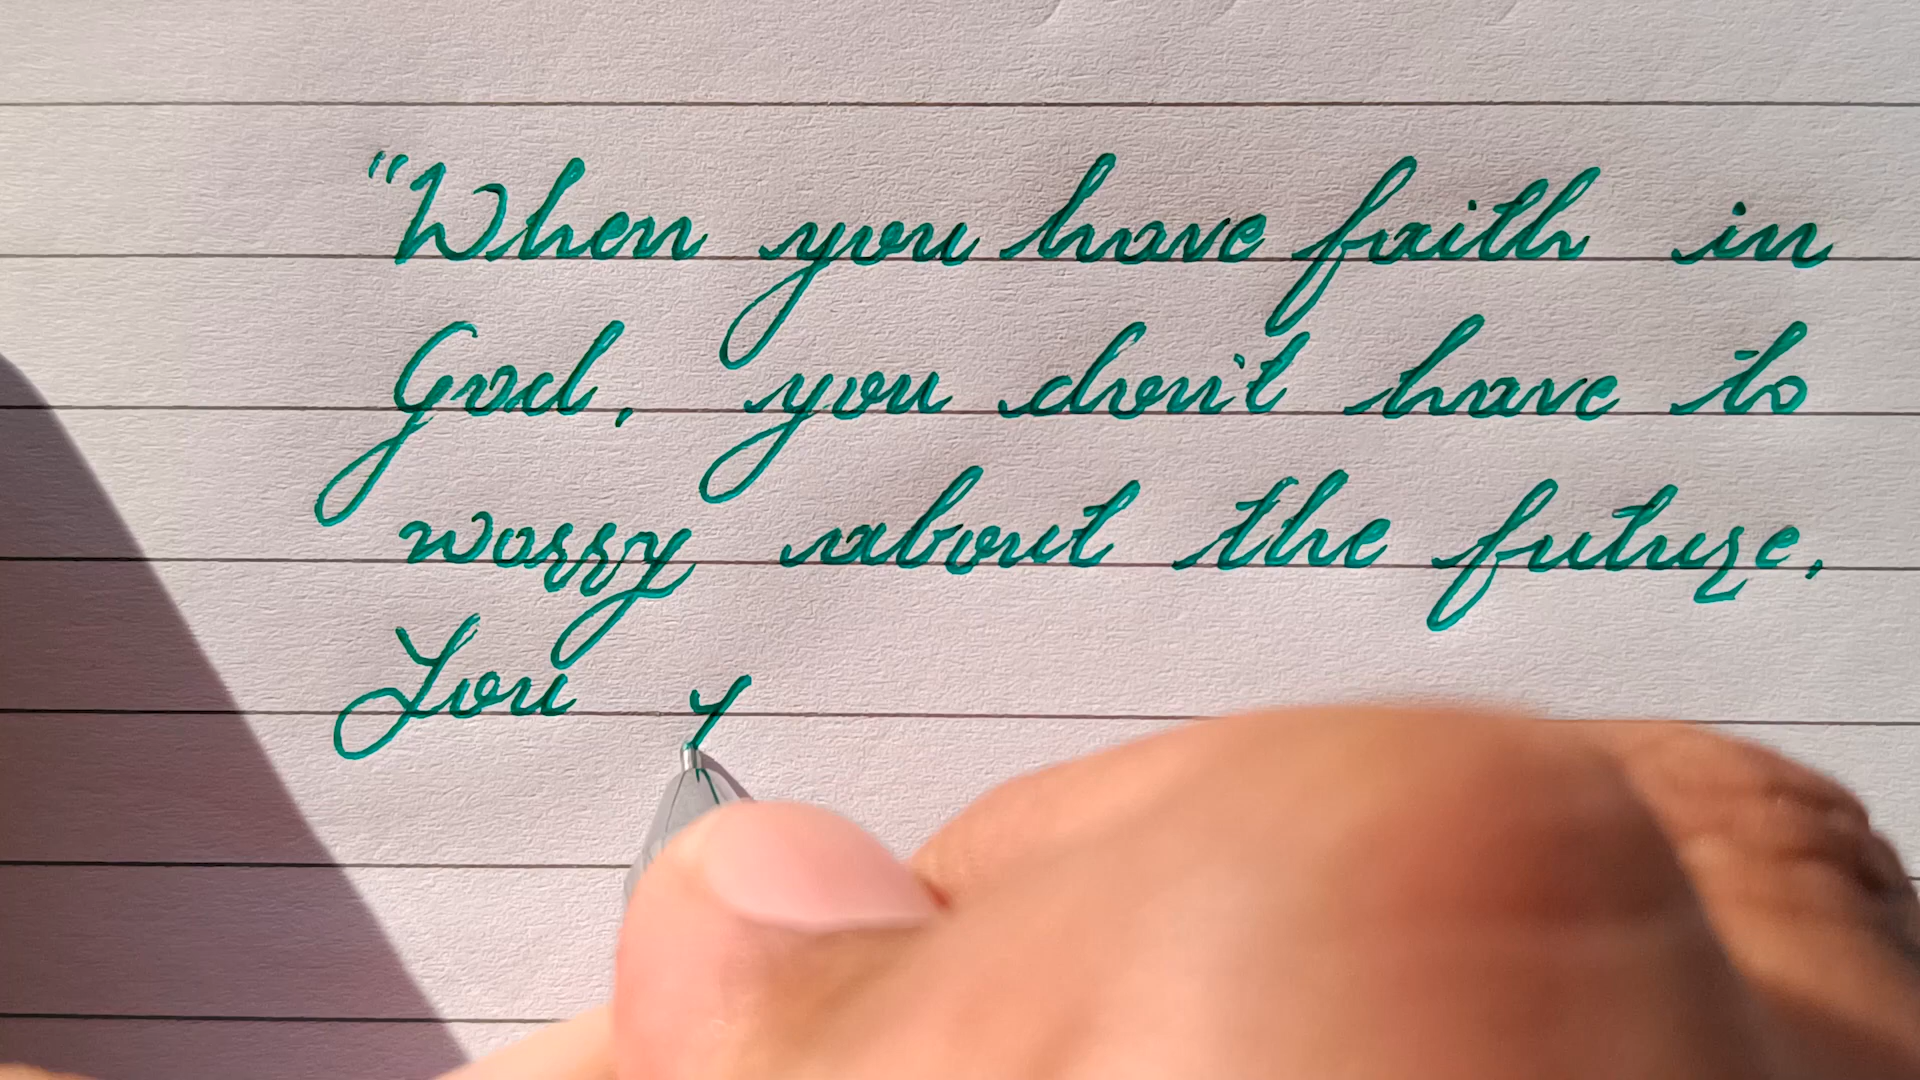 "When you have faith in
God, you don't have to
worry about the future.
You